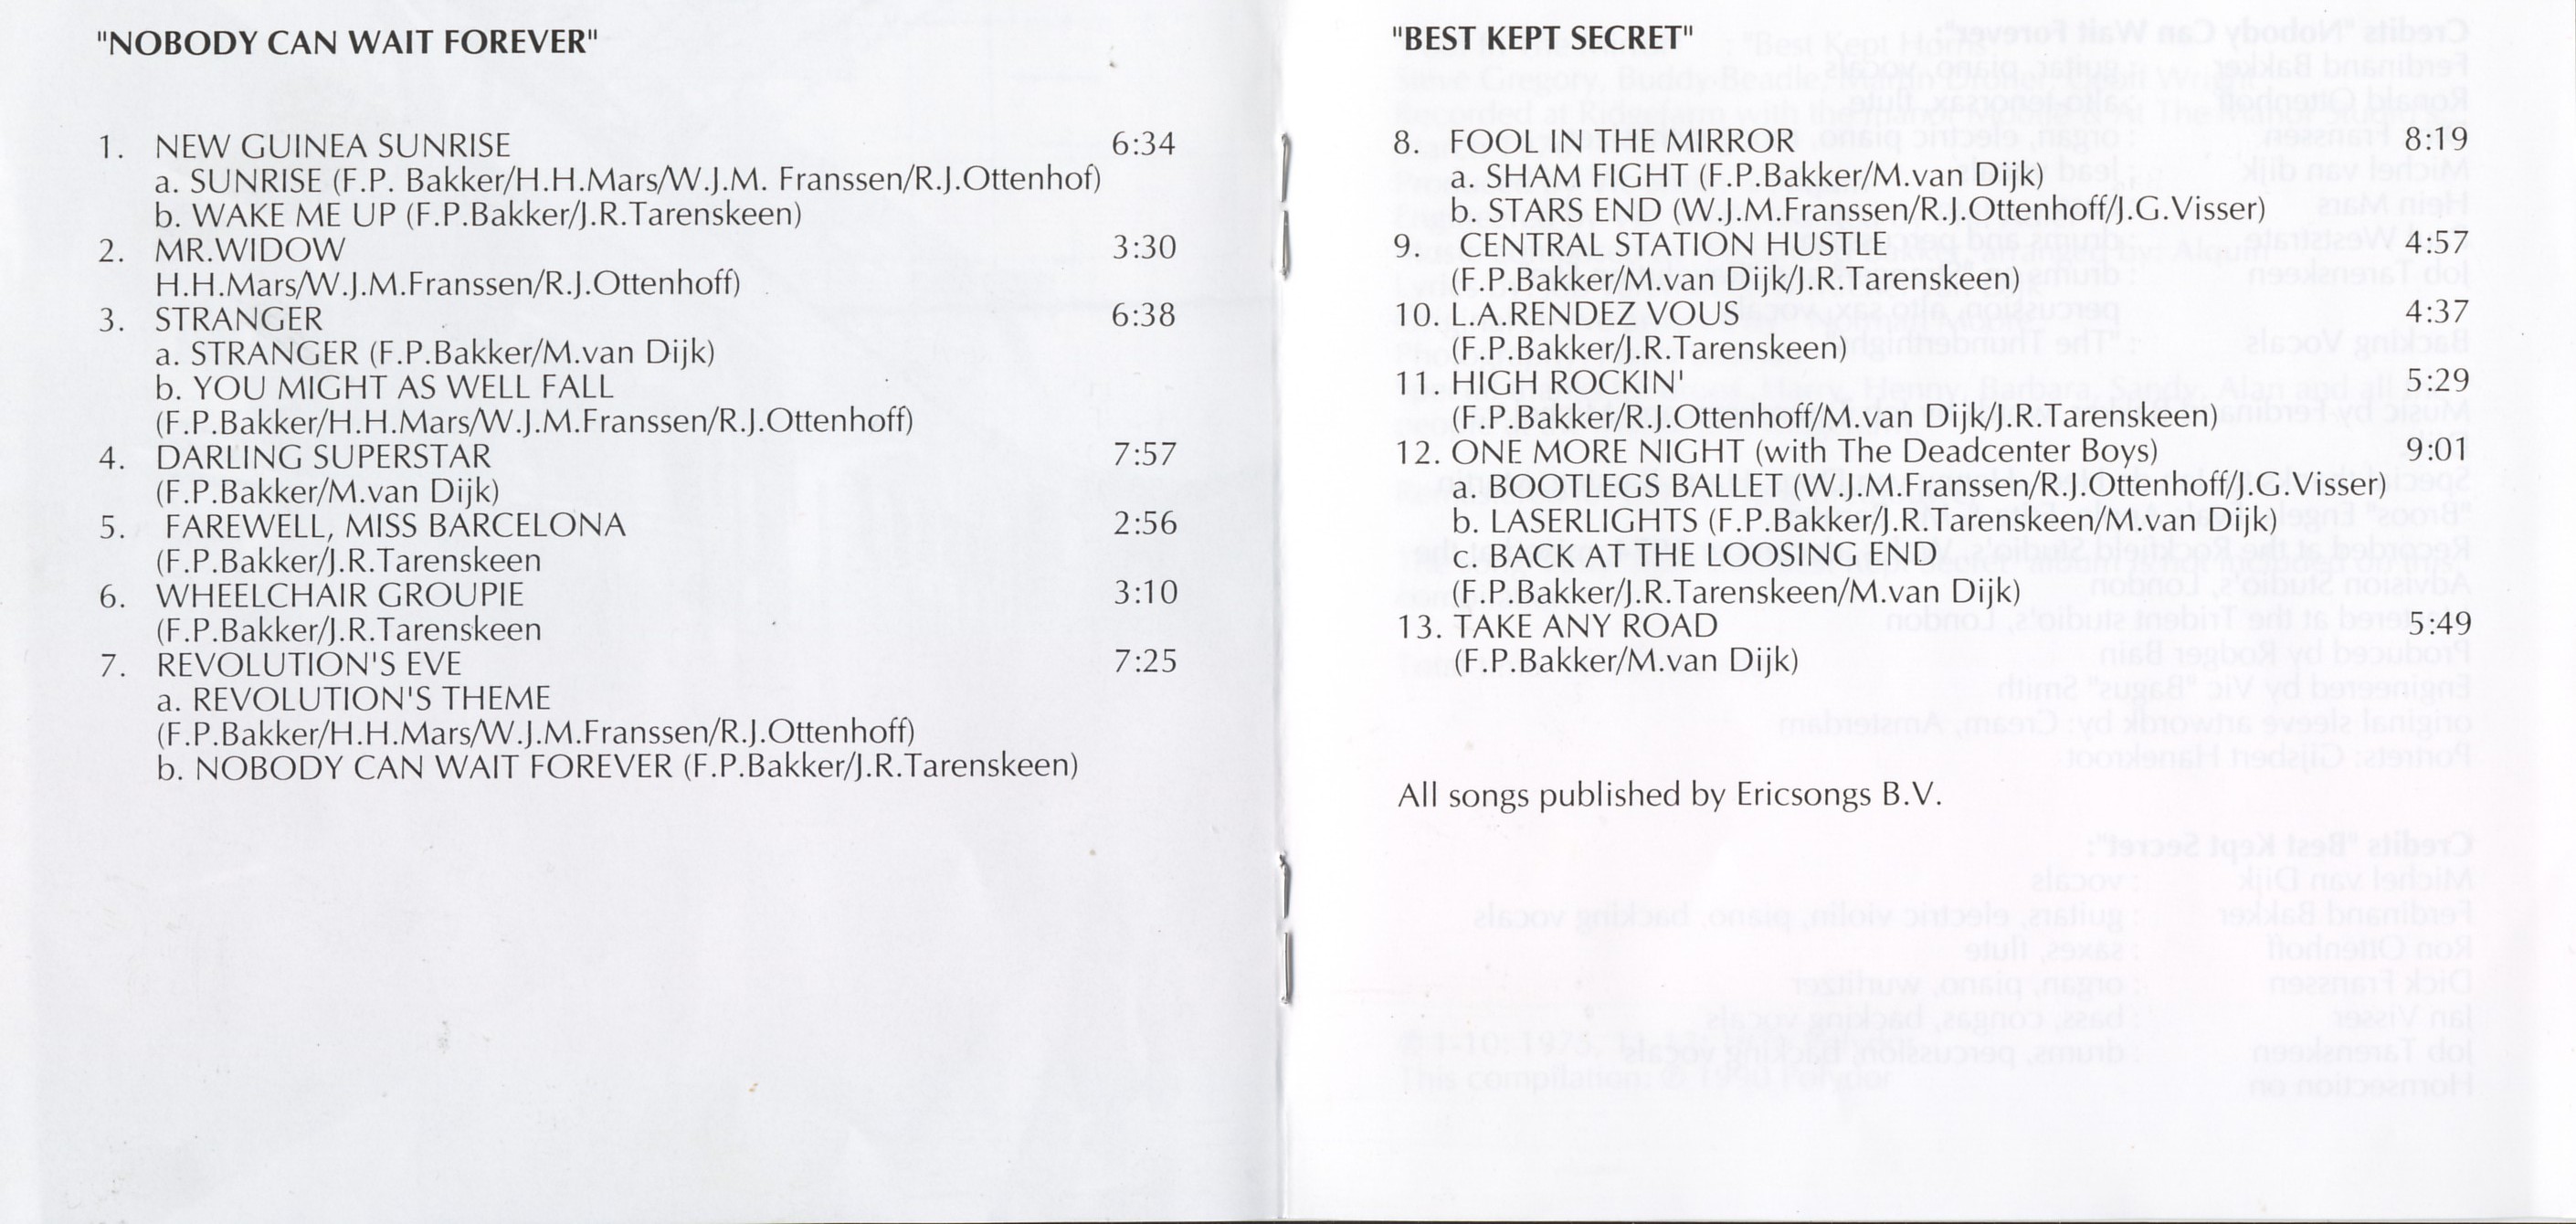 "NOBODY CAN WAIT FOREVER"
1. NEW GUINEA SUNRISE 6:34
a. SUNRISE (F.P. Bakker/H.H.Mars/W.J.M. Franssen/R.J.Ottenhof)
b. WAKE ME UP (F.P.Bakker/J.R.Tarenskeen)
2. MR.WIDOW 3:30
H.H.Mars/W.J.M.Franssen/R.J.Ottenhoff)
3. STRANGER 6:38
a. STRANGER (F.P.Bakker/M.van Dijk)
b. YOU MIGHT AS WELL FALL
(F.P.Bakker/H.H.Mars/W.J.M.Franssen/R.J.Ottenhoff)
4. DARLING SUPERSTAR 7:57
(F.P.Bakker/M.van Dijk)
5. FAREWELL, MISS BARCELONA 2:56
(F.P.Bakker/J.R.Tarenskeen
6. WHEELCHAIR GROUPIE 3:10
(F.P.Bakker/J.R.Tarenskeen
7. REVOLUTION'S EVE 7:25
a. REVOLUTION'S THEME
(F.P.Bakker/H.H.Mars/W.J.M.Franssen/R.J.Ottenhoff)
b. NOBODY CAN WAIT FOREVER (F.P.Bakker/J.R.Tarenskeen)
"BEST KEPT SECRET"
8. FOOL IN THE MIRROR 8:19
a. SHAM FIGHT (F.P.Bakker/M.van Dijk)
b. STARS END (W.J.M.Franssen/R.J.Ottenhoff/J.G.Visser)
9. CENTRAL STATION HUSTLE 4:57
(F.P.Bakker/M.van Dijk/J.R.Tarenskeen)
10. L.A.RENDEZ VOUS 4:37
(F.P.Bakker/J.R.Tarenskeen)
11. HIGH ROCKIN' 5:29
(F.P.Bakker/R.J.Ottenhoff/M.van Dijk/J.R.Tarenskeen)
12. ONE MORE NIGHT (with The Deadcenter Boys) 9:01
a. BOOTLEGS BALLET (W.J.M.Franssen/R.J.Ottenhoff/J.G.Visser)
b. LASERLIGHTS (F.P.Bakker/J.R.Tarenskeen/M.van Dijk)
c. BACK AT THE LOOSING END
(F.P.Bakker/J.R.Tarenskeen/M.van Dijk)
13. TAKE ANY ROAD 5:49
(F.P.Bakker/M.van Dijk)
All songs published by Ericsongs B.V.